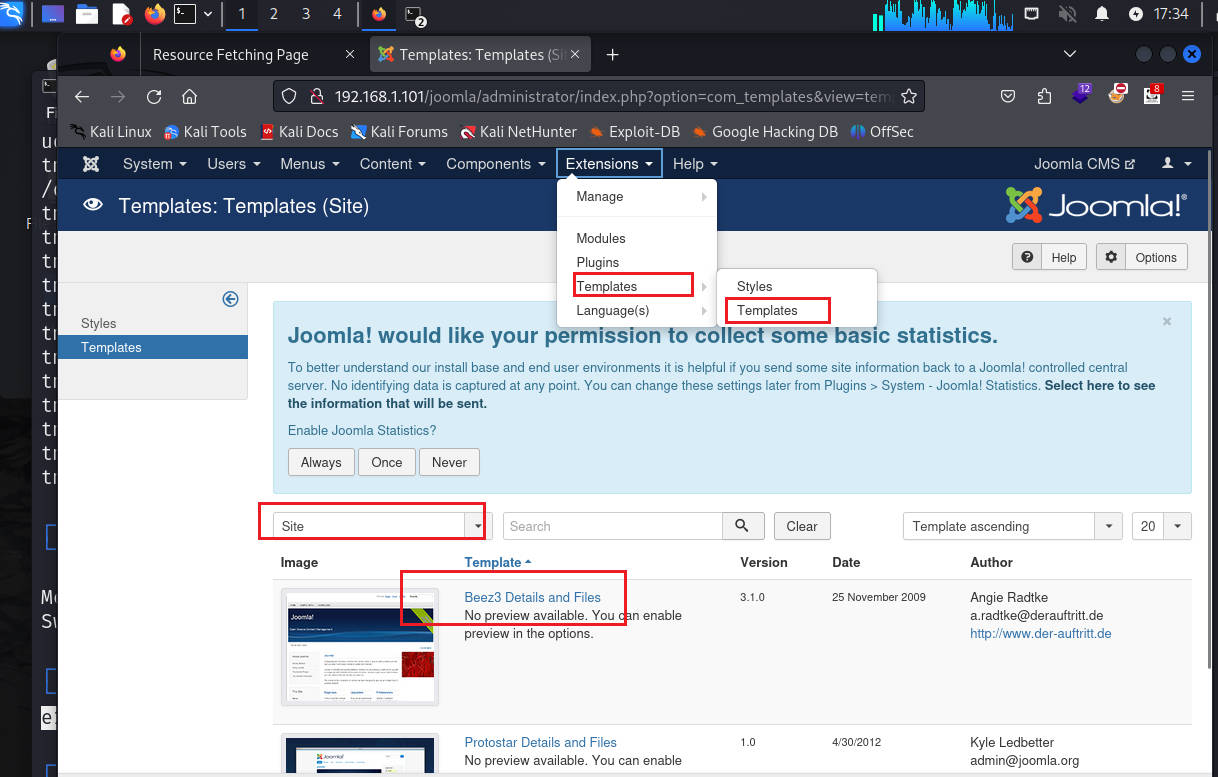 1 2 3 4
2
17:34
Resource Fetching Page
Templates: Templates (Sit
192.168.1.101/joomla/administrator/index.php?option=com_templates&view=tem
12
8
Kali Linux Kali Tools Kali Docs Kali Forums Kali NetHunter Exploit-DB Google Hacking DB OffSec
System Users Menus Content Components Extensions Help Joomla CMS
Templates: Templates (Site)
Joomla!®
Manage
Modules
Plugins
Templates
Language(s)
Styles
Templates
Help Options
Styles
Templates
Joomla! would like your permission to collect some basic statistics.
To better understand our install base and end user environments it is helpful if you send some site information back to a Joomla! controlled central
server. No identifying data is captured at any point. You can change these settings later from Plugins > System - Joomla! Statistics. Select here to see
the information that will be sent.
Enable Joomla Statistics?
Always Once Never
Site Search Clear Template ascending 20
Image Template Version Date Author
Beez3 Details and Files 3.1.0 25 November 2009 Angie Radtke
No preview available. You can enable a.radtke@derauftritt.de
preview in the options. http://www.der-auftritt.de
Joomla!
Protostar Details and Files 1.0 4/30/2012 Kyle Ledbetter
No preview available. You can enable admin@joomla.org
Joomla!